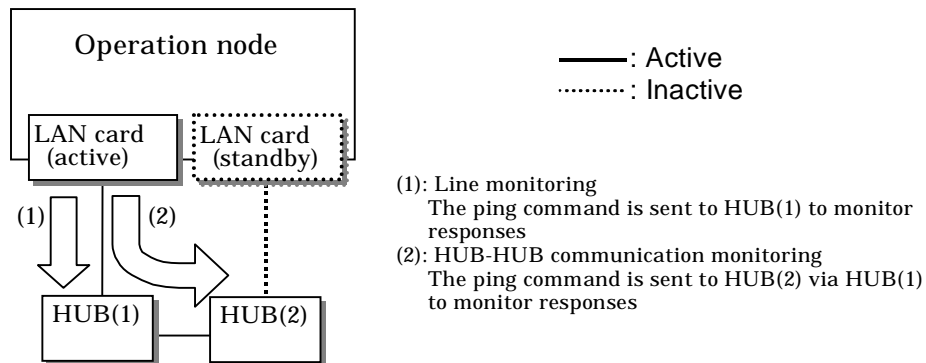 Operation node
: Active
: Inactive
LAN card
(active)
LAN card
(standby)
(1)
(2)
(1): Line monitoring
The ping command is sent to HUB(1) to monitor
responses
(2): HUB-HUB communication monitoring
The ping command is sent to HUB(2) via HUB(1)
to monitor responses
HUB(1)
HUB(2)